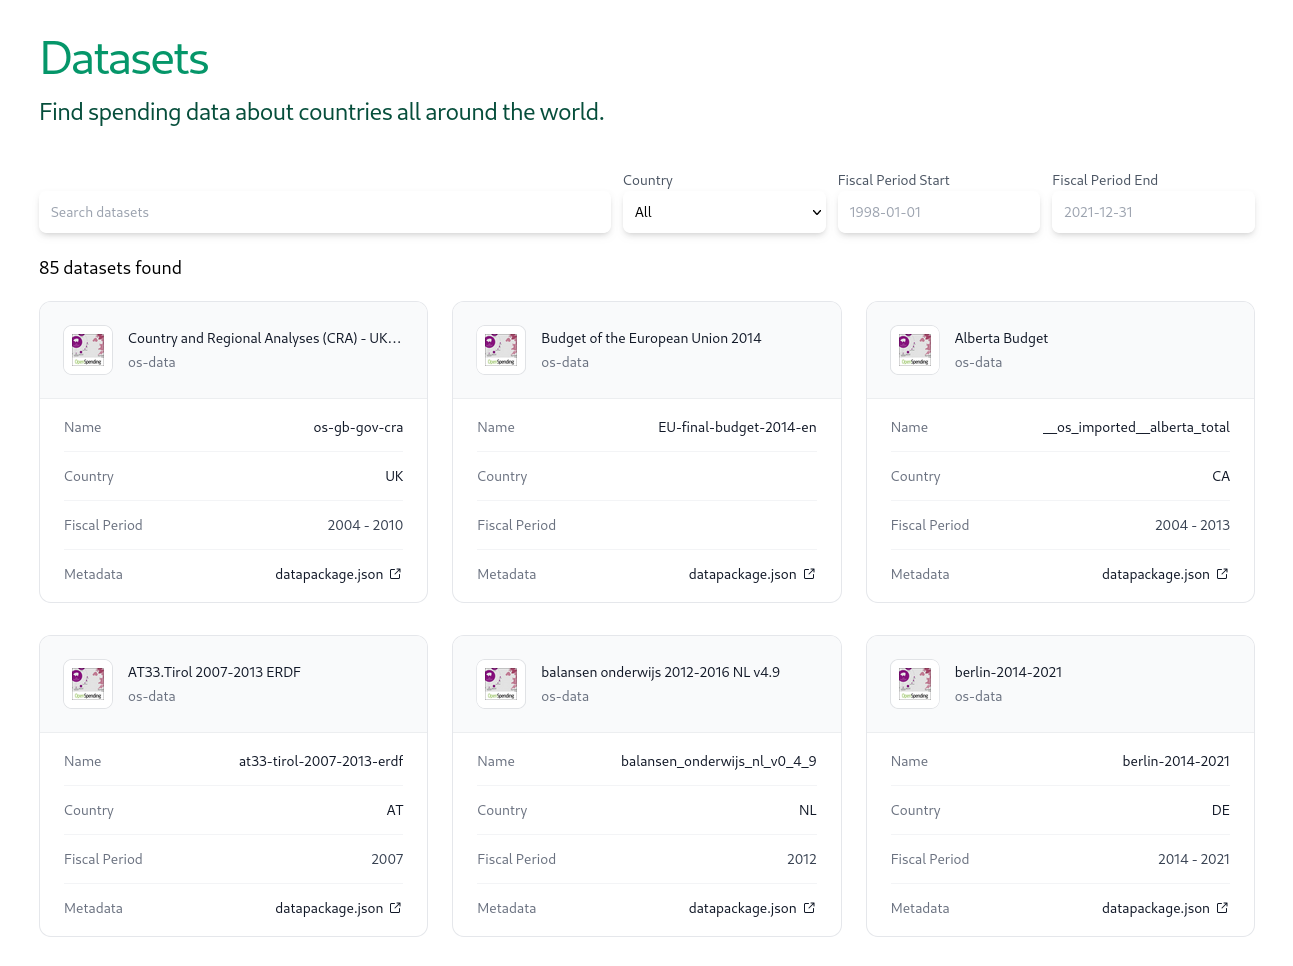 Datasets
Find spending data about countries all around the world.
Country
Fiscal Period Start
Fiscal Period End
Search datasets
All
1998-01-01
2021-12-31
85 datasets found
Country and Regional Analyses (CRA) - UK...
os-data
Name os-gb-gov-cra
Country UK
Fiscal Period 2004 - 2010
Metadata datapackage.json
Budget of the European Union 2014
os-data
Name EU-final-budget-2014-en
Country
Fiscal Period
Metadata datapackage.json
Alberta Budget
os-data
Name __os_imported__alberta_total
Country CA
Fiscal Period 2004 - 2013
Metadata datapackage.json
AT33.Tirol 2007-2013 ERDF
os-data
Name at33-tirol-2007-2013-erdf
Country AT
Fiscal Period 2007
Metadata datapackage.json
balansen onderwijs 2012-2016 NL v4.9
os-data
Name balansen_onderwijs_nl_v0_4_9
Country NL
Fiscal Period 2012
Metadata datapackage.json
berlin-2014-2021
os-data
Name berlin-2014-2021
Country DE
Fiscal Period 2014 - 2021
Metadata datapackage.json